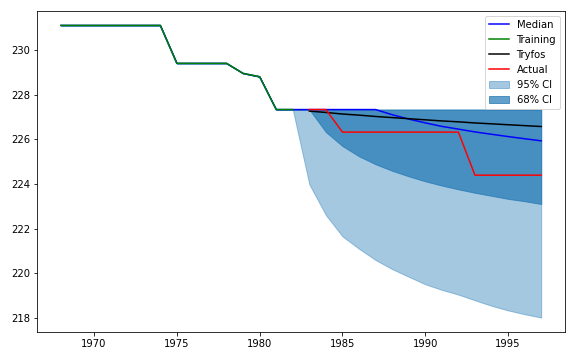 Median
Training
Tryfos
Actual
95% CI
68% CI
230
228
226
224
222
220
218
1970
1975
1980
1985
1990
1995